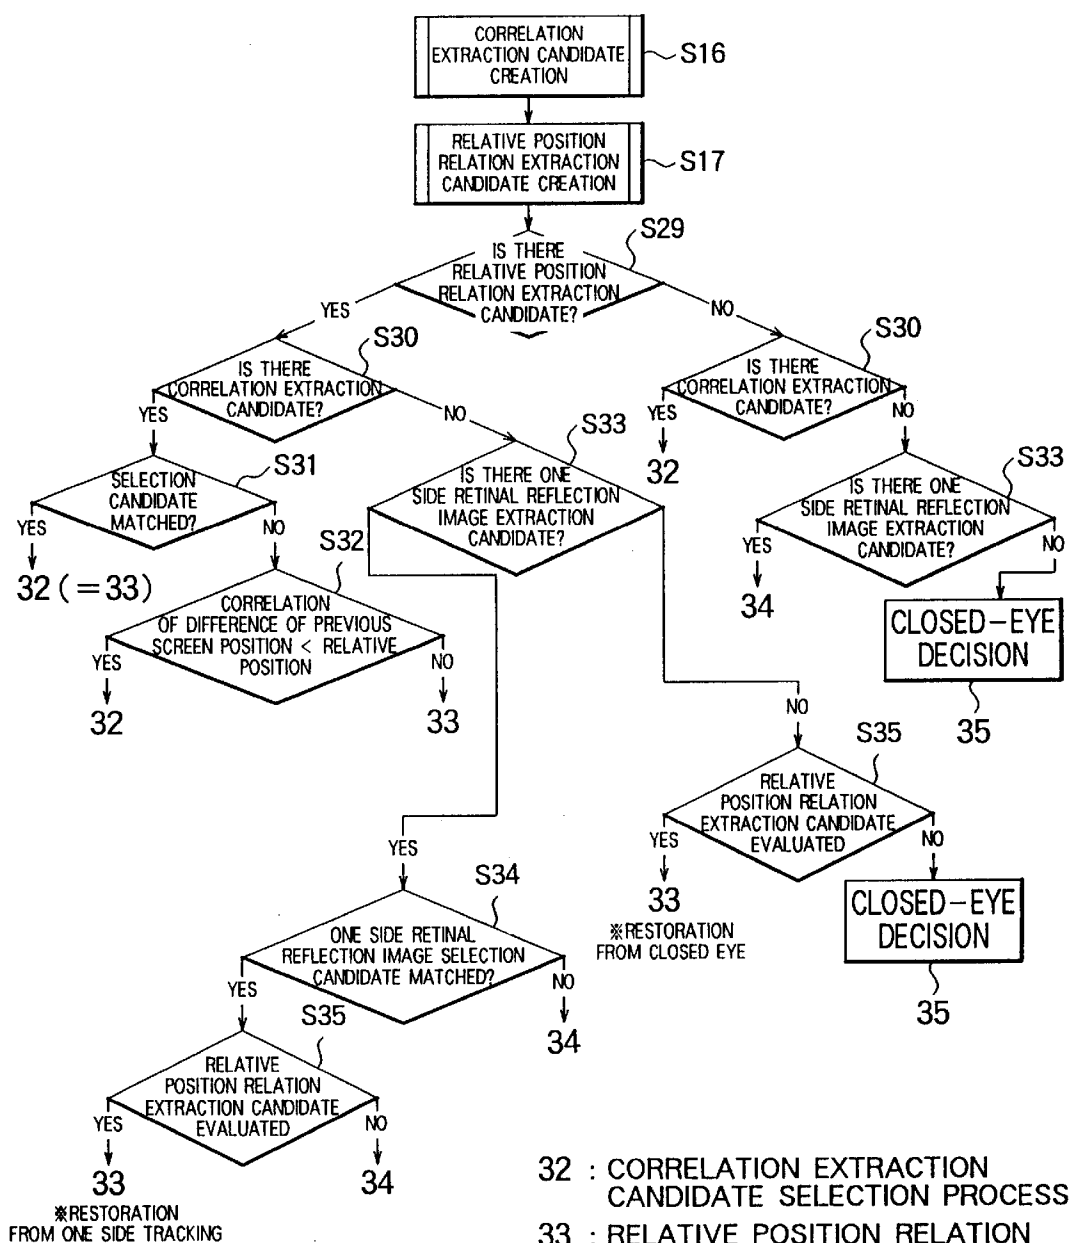 CORRELATION
EXTRACTION CANDIDATE
CREATION
S16
RELATIVE POSITION
RELATION EXTRACTION
CANDIDATE CREATION
S17
S29
IS THERE
RELATIVE POSITION
RELATION EXTRACTION
CANDIDATE?
YES
NO
S30
IS THERE
CORRELATION EXTRACTION
CANDIDATE?
YES
NO
S30
IS THERE
CORRELATION EXTRACTION
CANDIDATE?
YES
32
NO
S31
SELECTION
CANDIDATE
MATCHED?
YES
32 (=33)
NO
S33
IS THERE ONE
SIDE RETINAL REFLECTION
IMAGE EXTRACTION
CANDIDATE?
S33
IS THERE ONE
SIDE RETINAL REFLECTION
IMAGE EXTRACTION
CANDIDATE?
YES
34
NO
CLOSED-EYE
DECISION
35
S32
CORRELATION
OF DIFFERENCE OF PREVIOUS
SCREEN POSITION < RELATIVE
POSITION
YES
32
NO
33
NO
S35
RELATIVE
POSITION RELATION
EXTRACTION CANDIDATE
EVALUATED
YES
33
※RESTORATION
FROM CLOSED EYE
NO
CLOSED-EYE
DECISION
35
YES
S34
ONE SIDE RETINAL
REFLECTION IMAGE SELECTION
CANDIDATE MATCHED?
YES
NO
34
S35
RELATIVE
POSITION RELATION
EXTRACTION CANDIDATE
EVALUATED
YES
33
※RESTORATION
FROM ONE SIDE TRACKING
NO
34
32 : CORRELATION EXTRACTION
CANDIDATE SELECTION PROCESS
33 : RELATIVE POSITION RELATION